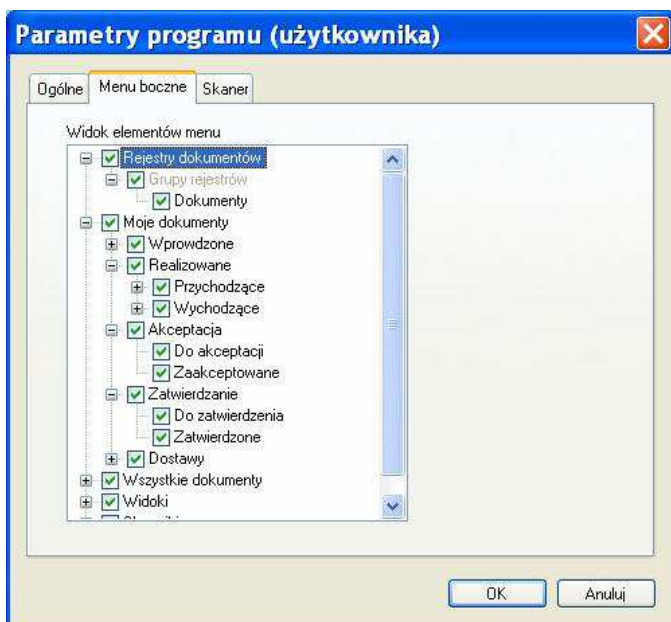 Parametry programu (użytkownika)
Ogólne Menu boczne Skaner
Widok elementów menu
Rejestry dokumentów
Grupy rejestrów
Dokumenty
Moje dokumenty
Wprowdzone
Realizowane
Przychodzące
Wychodzące
Akceptacja
Do akceptacji
Zaakceptowane
Zatwierdzanie
Do zatwierdzenia
Zatwierdzone
Dostawy
Wszystkie dokumenty
Widoki
OK Anuluj